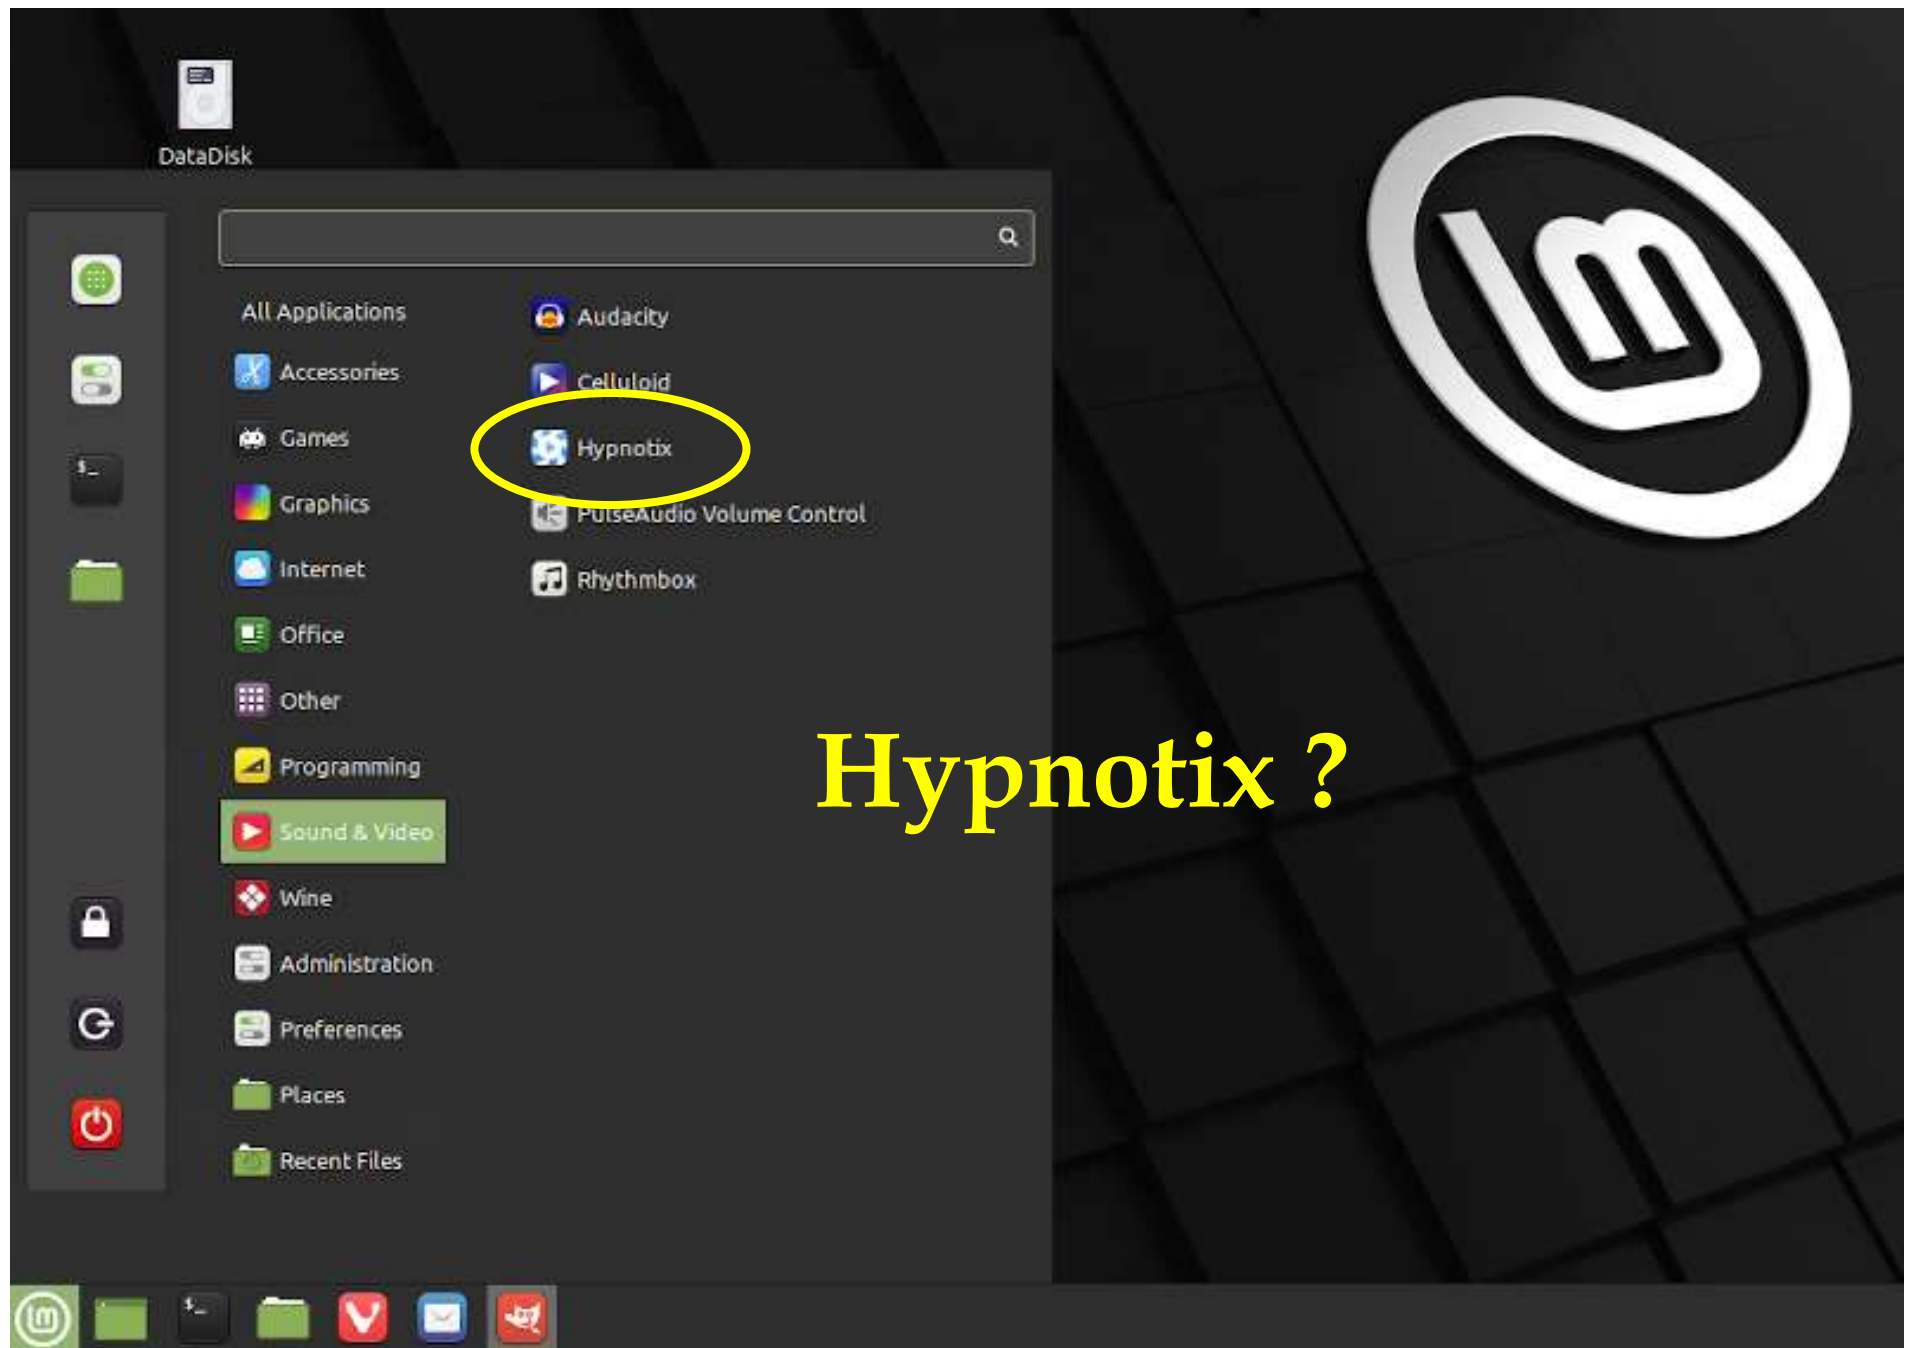 DataDisk
All Applications
Accessories
Games
Graphics
Internet
Office
Other
Programming
Sound & Video
Wine
Administration
Preferences
Places
Recent Files
Audacity
Celluloid
Hypnotix
PulseAudio Volume Control
Rhythmbox
Hypnotix ?
$_
$_